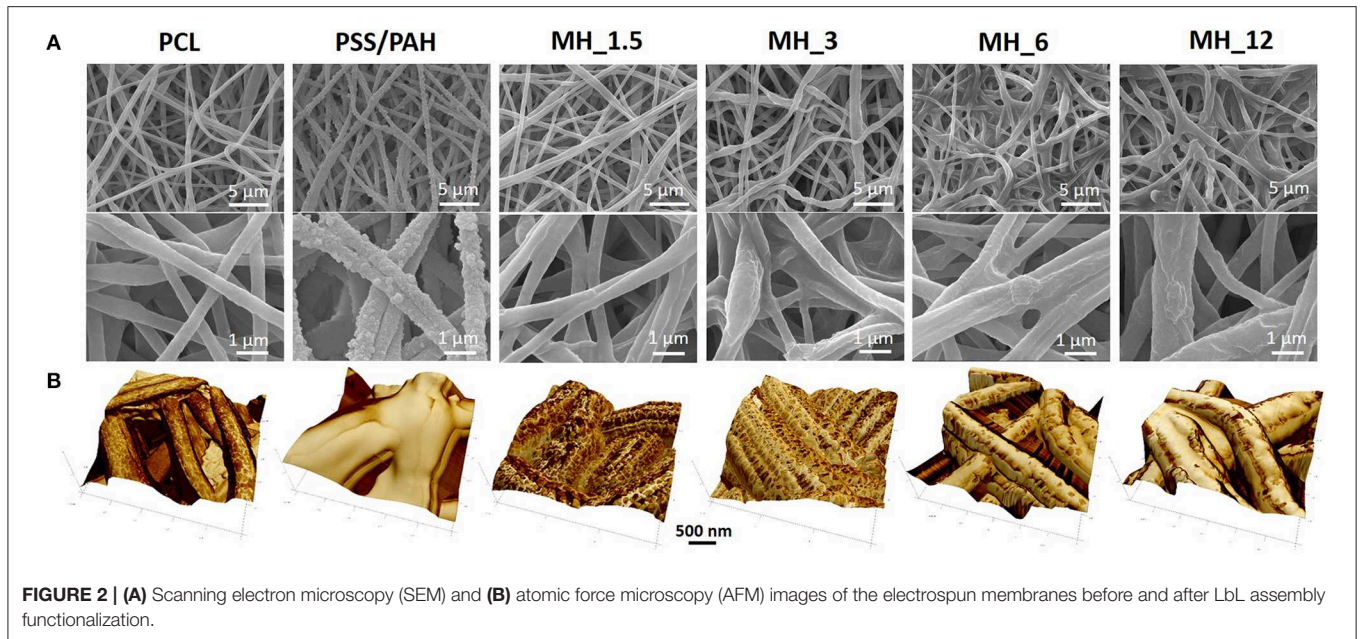 A
PCL PSS/PAH MH_1.5 MH_3 MH_6 MH_12
5 µm 5 µm 5 µm 5 µm 5 µm 5 µm
1 µm 1 µm 1 µm 1 µm 1 µm 1 µm
B
500 nm
FIGURE 2 | (A) Scanning electron microscopy (SEM) and (B) atomic force microscopy (AFM) images of the electrospun membranes before and after LbL assembly
functionalization.